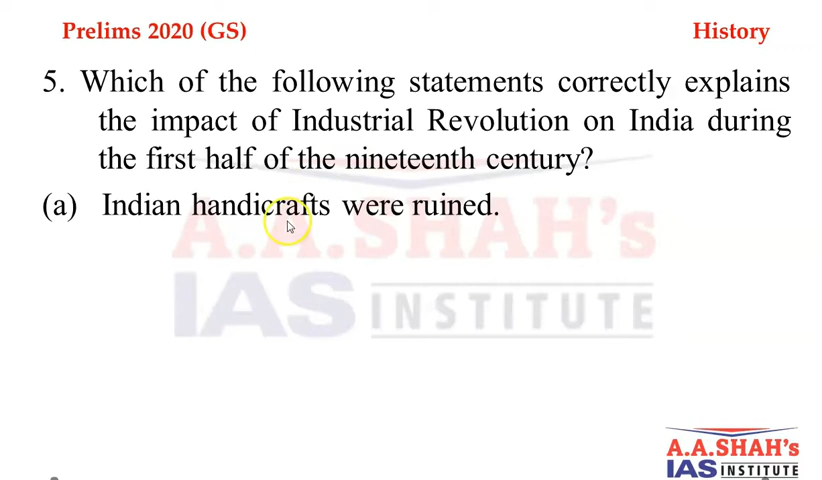 Prelims 2020 (GS) History
5. Which of the following statements correctly explains
the impact of Industrial Revolution on India during
the first half of the nineteenth century?
(a) Indian handicrafts were ruined.
A.A.SHAH's
IAS INSTITUTE
A.A.SHAH's
IAS INSTITUTE